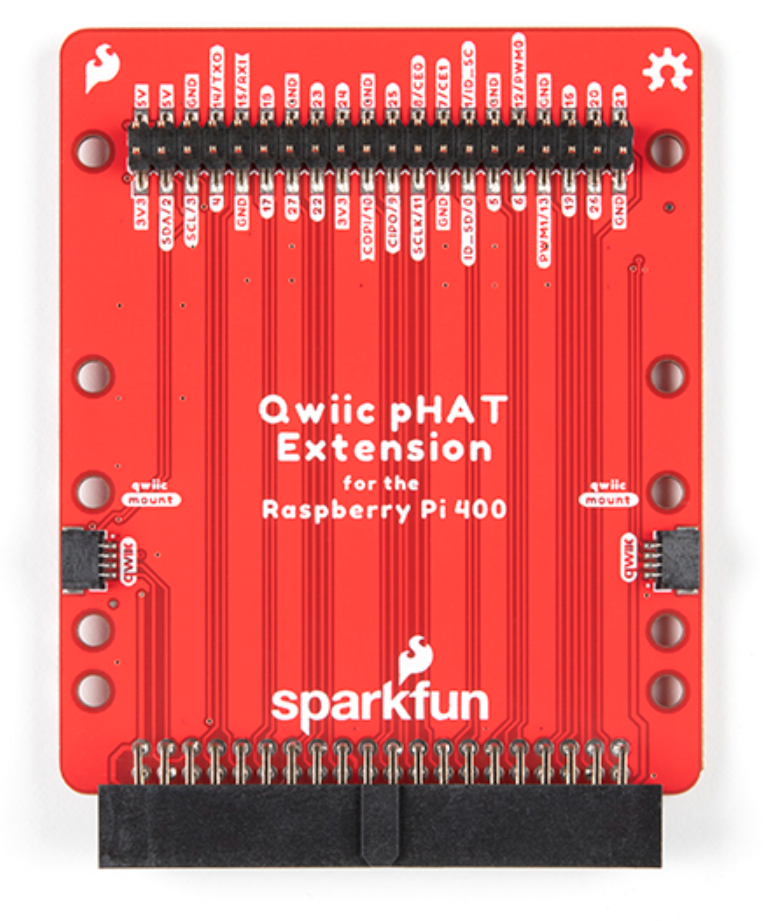 5V 5V GND 14/TXO 15/RXI 18 GND 23 24 GND 25 8/CE0 7/CE1 1/ID_SC GND 12/PWM0 GND 16 20 21
3V3 SDA/2 SCL/3 4 GND 17 27 22 3V3 COPI/10 CIPO/9 SCLK/11 GND ID_SD/0 5 6 PWM1/13 19 26 GND
Qwiic pHAT
Extension
for the
Raspberry Pi 400
qwiic
mount
qwiic
mount
qwiic
qwiic
sparkfun